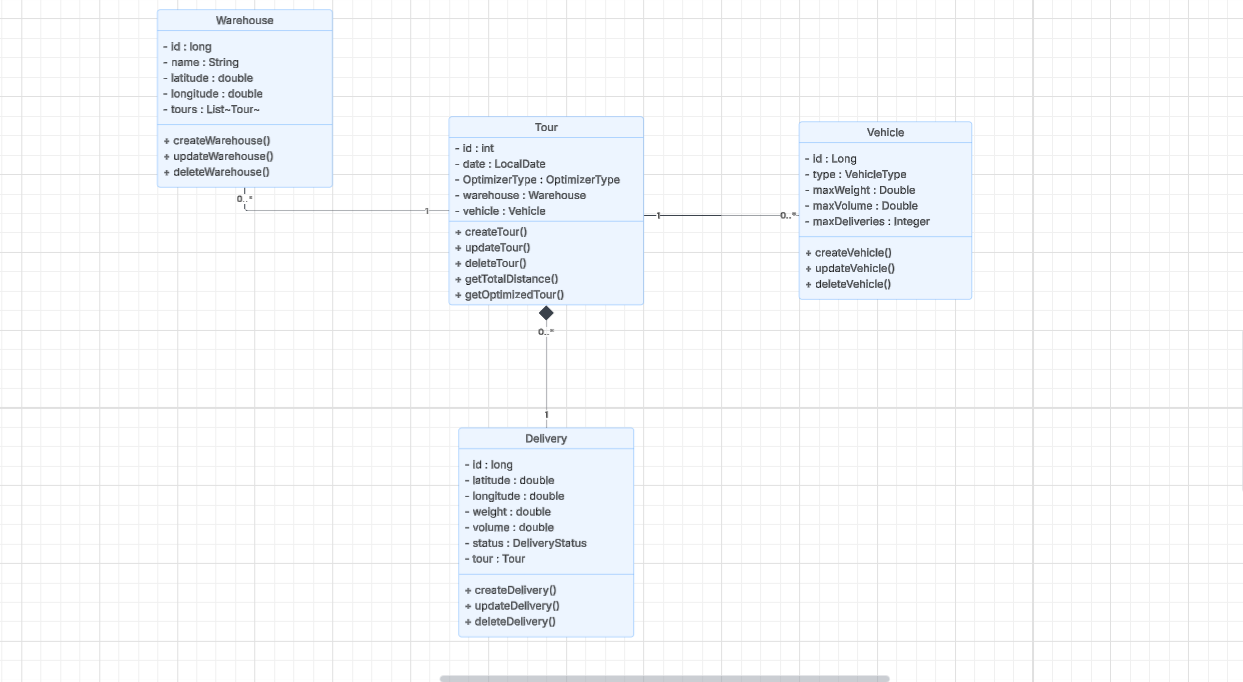 Warehouse
- id : long
- name : String
- latitude : double
- longitude : double
- tours : List~Tour~
+ createWarehouse()
+ updateWarehouse()
+ deleteWarehouse()
0..*
1
Tour
- id : int
- date : LocalDate
- OptimizerType : OptimizerType
- warehouse : Warehouse
- vehicle : Vehicle
+ createTour()
+ updateTour()
+ deleteTour()
+ getTotalDistance()
+ getOptimizedTour()
1
0..*
Vehicle
- id : Long
- type : VehicleType
- maxWeight : Double
- maxVolume : Double
- maxDeliveries : Integer
+ createVehicle()
+ updateVehicle()
+ deleteVehicle()
0..*
1
Delivery
- id : long
- latitude : double
- longitude : double
- weight : double
- volume : double
- status : DeliveryStatus
- tour : Tour
+ createDelivery()
+ updateDelivery()
+ deleteDelivery()